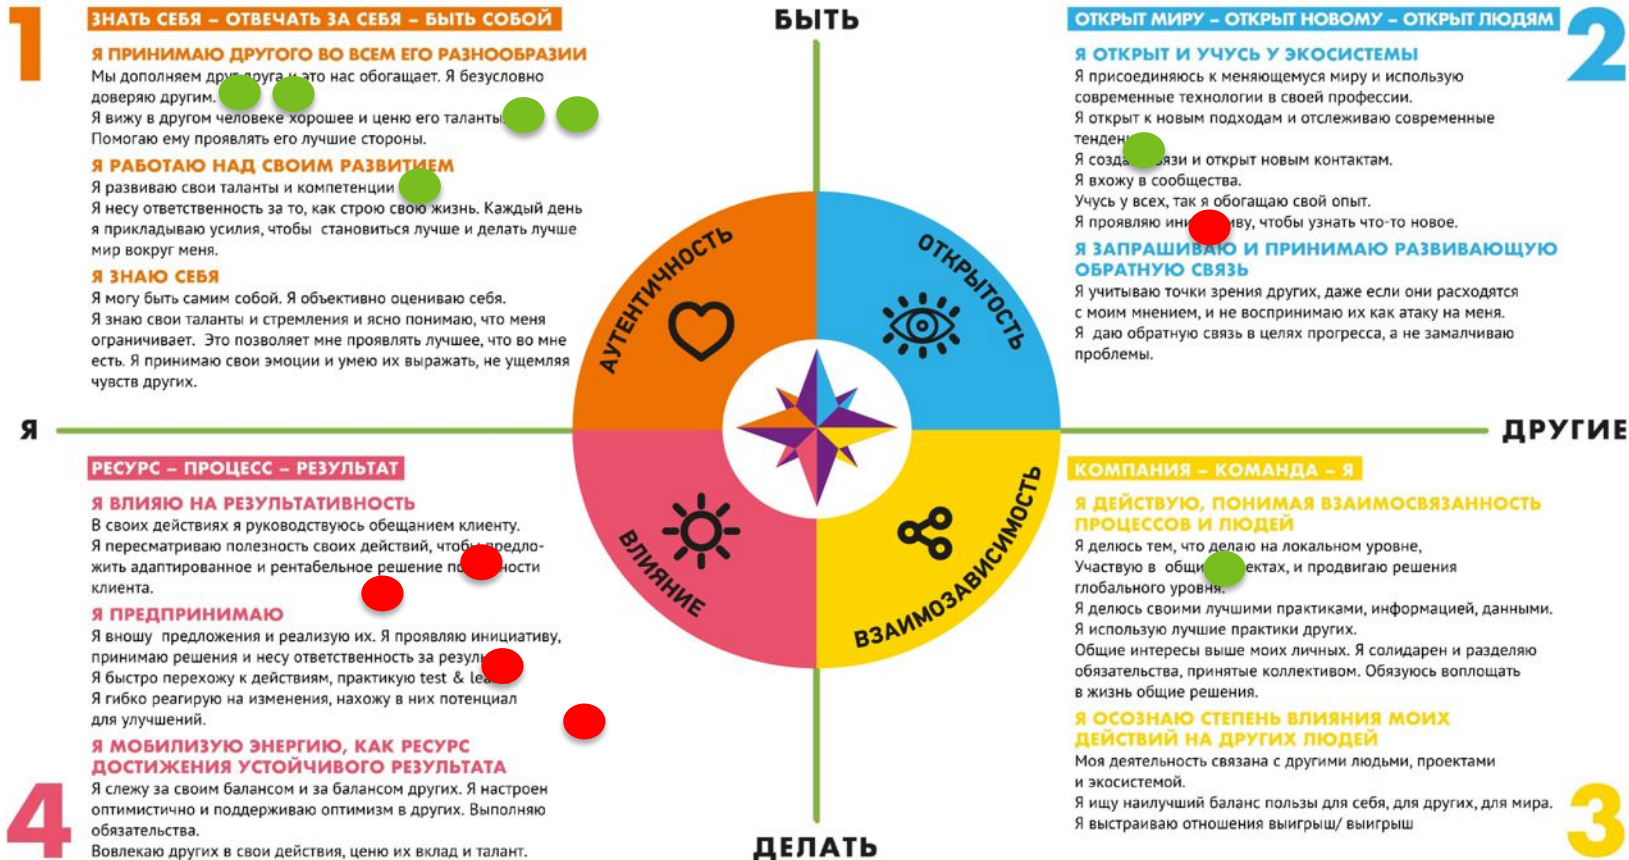 1
ЗНАТЬ СЕБЯ – ОТВЕЧАТЬ ЗА СЕБЯ – БЫТЬ СОБОЙ
Я ПРИНИМАЮ ДРУГОГО ВО ВСЕМ ЕГО РАЗНООБРАЗИИ
Мы дополняем друг друга и это нас обогащает. Я безусловно
доверяю другим.
Я вижу в другом человеке хорошее и ценю его таланты
Помогаю ему проявлять его лучшие стороны.
Я РАБОТАЮ НАД СВОИМ РАЗВИТИЕМ
Я развиваю свои таланты и компетенции
Я несу ответственность за то, как строю свою жизнь. Каждый день
я прикладываю усилия, чтобы становиться лучше и делать лучше
мир вокруг меня.
Я ЗНАЮ СЕБЯ
Я могу быть самим собой. Я объективно оцениваю себя.
Я знаю свои таланты и стремления и ясно понимаю, что меня
ограничивает. Это позволяет мне проявлять лучшее, что во мне
есть. Я принимаю свои эмоции и умею их выражать, не ущемляя
чувств других.
БЫТЬ
ОТКРЫТ МИРУ – ОТКРЫТ НОВОМУ – ОТКРЫТ ЛЮДЯМ
2
Я ОТКРЫТ И УЧУСЬ У ЭКОСИСТЕМЫ
Я присоединяюсь к меняющемуся миру и использую
современные технологии в своей профессии.
Я открыт к новым подходам и отслеживаю современные
Я и открыт новым контактам.
Я вхожу в сообщества.
Учусь у всех, так я обогащаю свой опыт.
Я проявляю чтобы узнать что-то новое.
Я ЗАПРАШИВАЮ И ПРИНИМАЮ РАЗВИВАЮЩУЮ
ОБРАТНУЮ СВЯЗЬ
Я учитываю точки зрения других, даже если они расходятся
с моим мнением, и не воспринимаю их как атаку на меня.
Я даю обратную связь в целях прогресса, а не замалчиваю
проблемы.
АУТЕНТИЧНОСТЬ
ОТКРЫТОСТЬ
Я
ДРУГИЕ
ВЛИЯНИЕ
ВЗАИМОЗАВИСИМОСТЬ
РЕСУРС – ПРОЦЕСС – РЕЗУЛЬТАТ
Я ВЛИЯЮ НА РЕЗУЛЬТАТИВНОСТЬ
В своих действиях я руководствуюсь обещанием клиенту.
Я пересматриваю полезность своих действий, чтобы предло-
жить адаптированное и рентабельное решение
клиента.
Я ПРЕДПРИНИМАЮ
Я вношу предложения и реализую их. Я проявляю инициативу,
принимаю решения и несу ответственность за
Я быстро перехожу к действиям, практикую test &
Я гибко реагирую на изменения, нахожу в них потенциал
для улучшений.
Я МОБИЛИЗУЮ ЭНЕРГИЮ, КАК РЕСУРС
ДОСТИЖЕНИЯ УСТОЙЧИВОГО РЕЗУЛЬТАТА
Я слежу за своим балансом и за балансом других. Я настроен
оптимистично и поддерживаю оптимизм в других. Выполняю
обязательства.
Вовлекаю других в свои действия, ценю их вклад и талант.
4
ДЕЛАТЬ
КОМПАНИЯ – КОМАНДА – Я
Я ДЕЙСТВУЮ, ПОНИМАЯ ВЗАИМОСВЯЗАННОСТЬ
ПРОЦЕССОВ И ЛЮДЕЙ
Я делюсь тем, что делаю на локальном уровне,
Участвую в и продвигаю решения
глобального уровня.
Я делюсь своими лучшими практиками, информацией, данными.
Я использую лучшие практики других.
Общие интересы выше моих личных. Я солидарен и разделяю
обязательства, принятые коллективом. Обязуюсь воплощать
в жизнь общие решения.
Я ОСОЗНАЮ СТЕПЕНЬ ВЛИЯНИЯ МОИХ
ДЕЙСТВИЙ НА ДРУГИХ ЛЮДЕЙ
Моя деятельность связана с другими людьми, проектами
и экосистемой.
Я ищу наилучший баланс пользы для себя, для других, для мира.
Я выстраиваю отношения выигрыш/ выигрыш
3